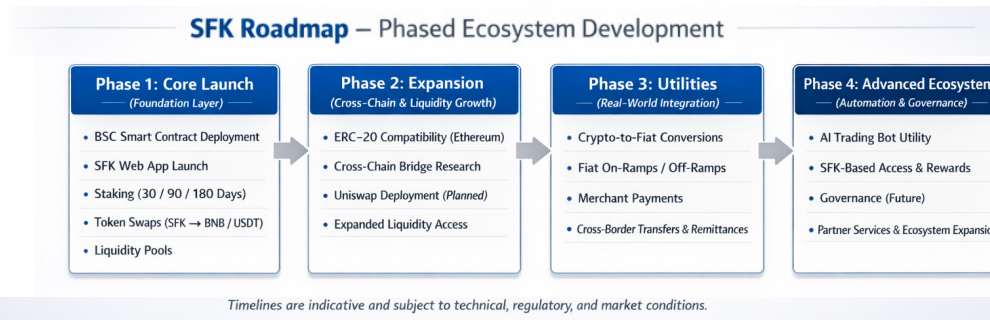 SFK Roadmap – Phased Ecosystem Development
Phase 1: Core Launch
(Foundation Layer)
• BSC Smart Contract Deployment
• SFK Web App Launch
• Staking (30 / 90 / 180 Days)
• Token Swaps (SFK → BNB / USDT)
• Liquidity Pools
Phase 2: Expansion
(Cross-Chain & Liquidity Growth)
• ERC-20 Compatibility (Ethereum)
• Cross-Chain Bridge Research
• Uniswap Deployment (Planned)
• Expanded Liquidity Access
Phase 3: Utilities
(Real-World Integration)
• Crypto-to-Fiat Conversions
• Fiat On-Ramps / Off-Ramps
• Merchant Payments
• Cross-Border Transfers & Remittances
Phase 4: Advanced Ecosystem
(Automation & Governance)
• AI Trading Bot Utility
• SFK-Based Access & Rewards
• Governance (Future)
• Partner Services & Ecosystem Expansio
Timelines are indicative and subject to technical, regulatory, and market conditions.